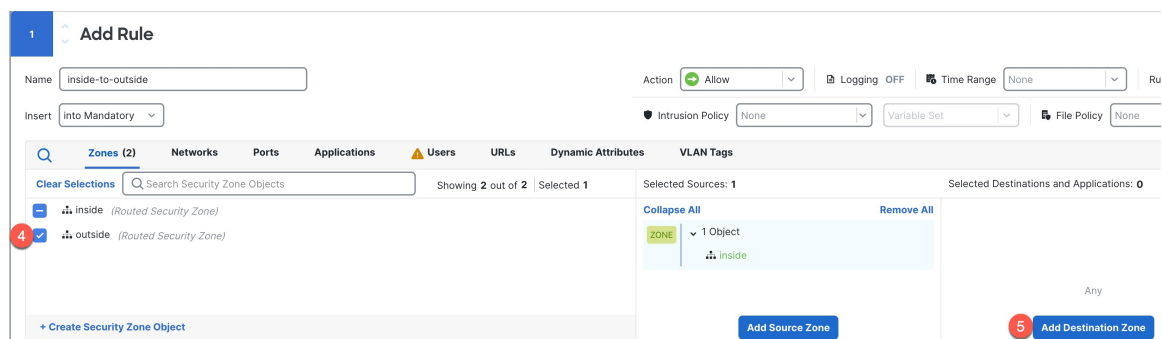 1 Add Rule
Name inside-to-outside Action Allow Logging OFF Time Range None Ru
Insert into Mandatory Intrusion Policy None Variable Set File Policy None
Zones (2) Networks Ports Applications Users URLs Dynamic Attributes VLAN Tags
Clear Selections Search Security Zone Objects Showing 2 out of 2 Selected 1 Selected Sources: 1 Selected Destinations and Applications: 0
inside (Routed Security Zone) Collapse All Remove All
4 outside (Routed Security Zone) ZONE 1 Object
inside
Any
+ Create Security Zone Object Add Source Zone 5 Add Destination Zone